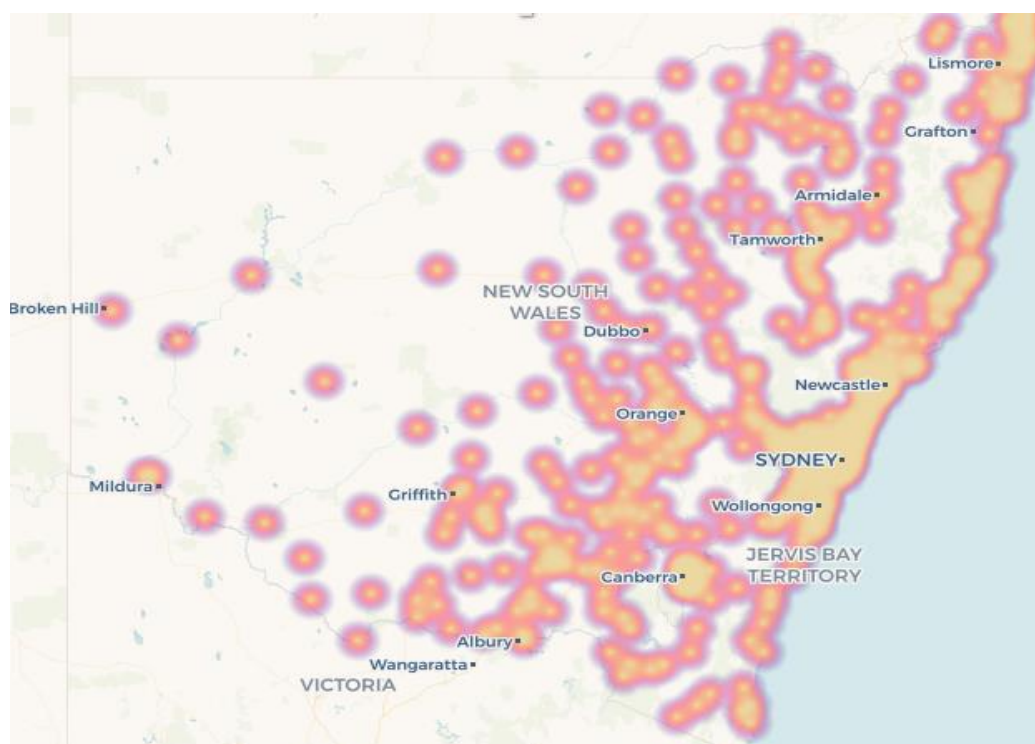 Lismore
Grafton
Armidale
Tamworth
Broken Hill
NEW SOUTH
WALES
Dubbo
Newcastle
Orange
SYDNEY
Mildura
Griffith
Wollongong
JERVIS BAY
TERRITORY
Canberra
Albury
Wangaratta
VICTORIA